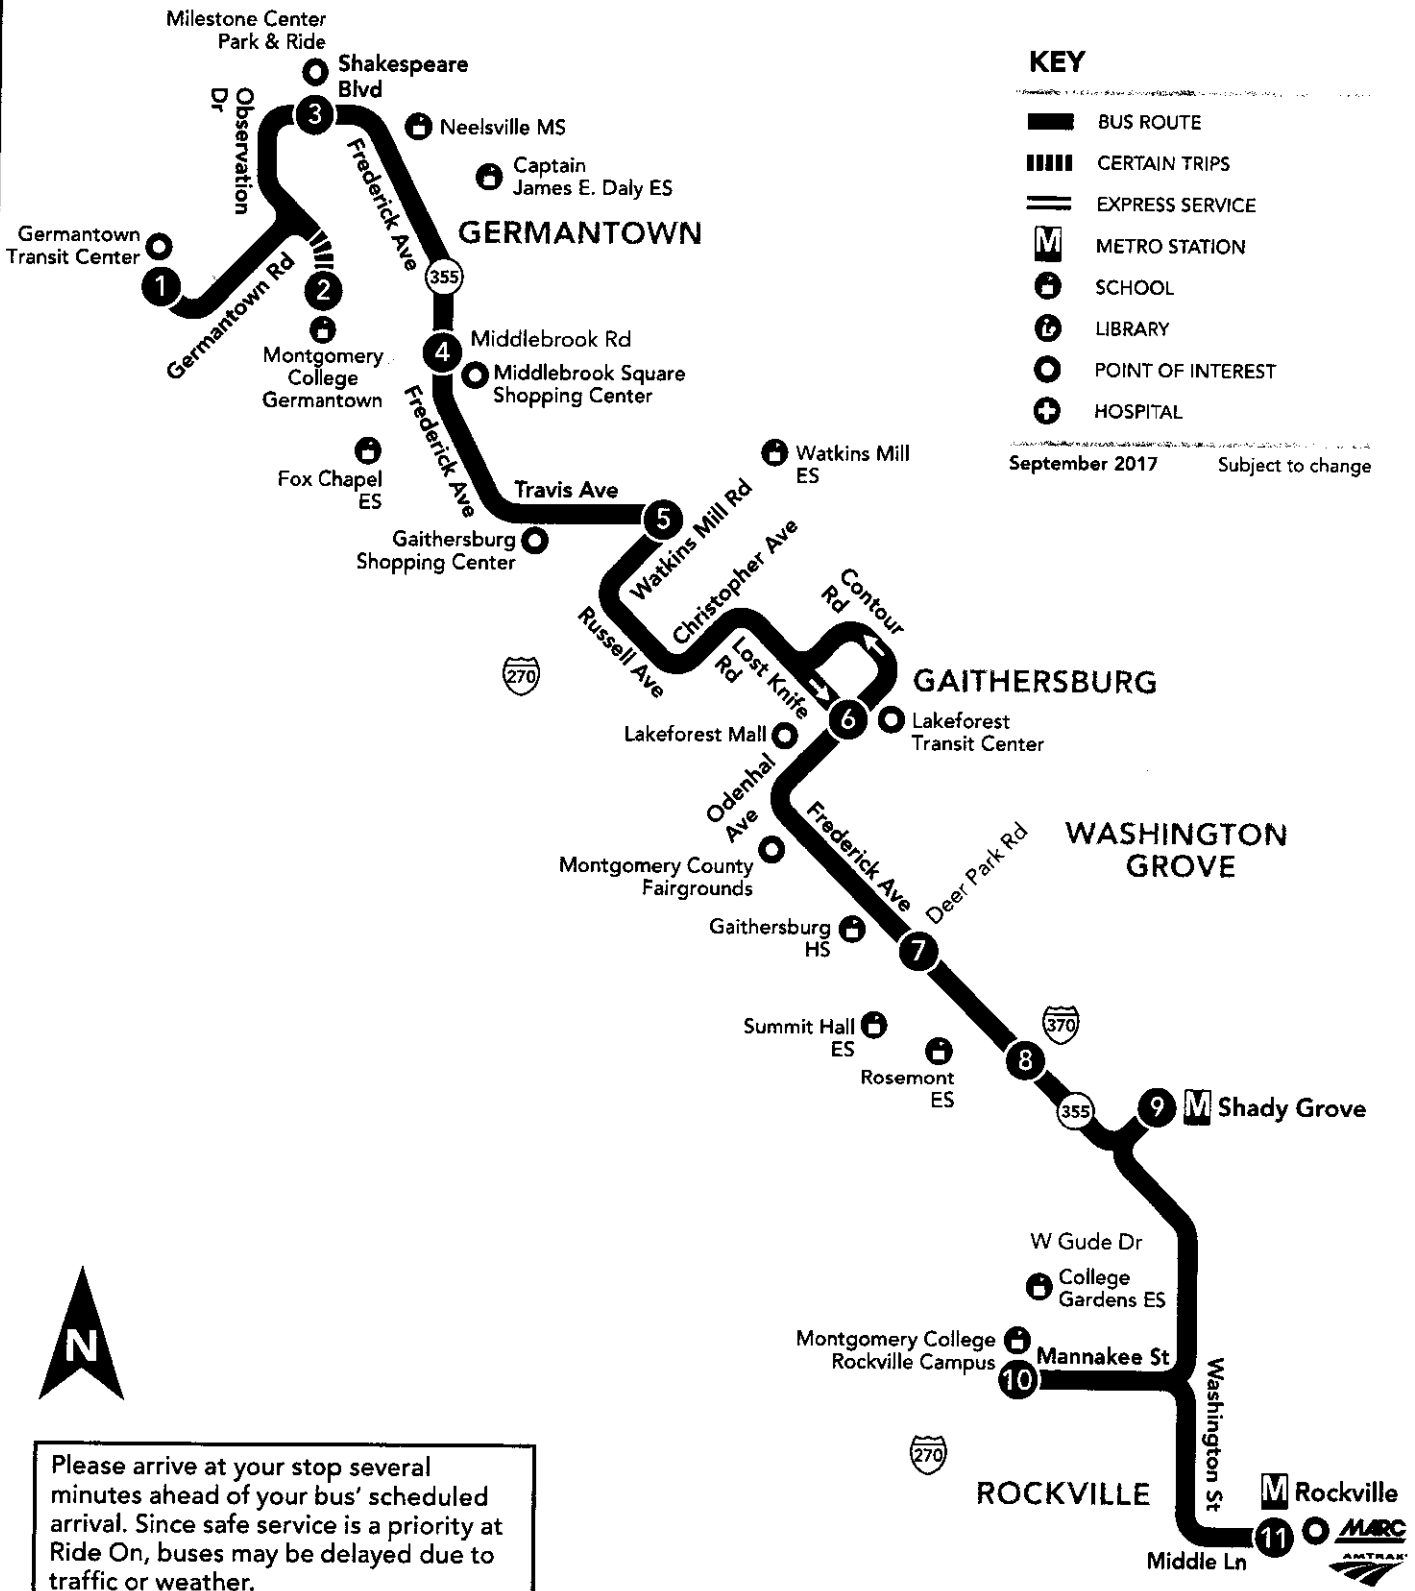 Milestone Center
Park & Ride
Shakespeare
Blvd
Observation
Dr
3
Neelsville MS
Captain
James E. Daly ES
Frederick Ave
GERMANTOWN
Germantown
Transit Center
1
Germantown Rd
2
355
Montgomery
College
Germantown
4
Middlebrook Rd
Middlebrook Square
Shopping Center
Frederick Ave
Fox Chapel
ES
Travis Ave
5
Gaithersburg
Shopping Center
Watkins Mill
ES
Watkins Mill Rd
Christopher Ave
Russell Ave
Lost Knife
Rd
Contour
Rd
270
GAITHERSBURG
6
Lakeforest
Transit Center
Lakeforest Mall
Odenhal
Ave
Frederick Ave
Deer Park Rd
WASHINGTON
GROVE
Montgomery County
Fairgrounds
Gaithersburg
HS
7
Summit Hall
ES
Rosemont
ES
8
370
355
9
M Shady Grove
W Gude Dr
College
Gardens ES
Montgomery College
Rockville Campus
10
Mannakee St
Washington St
270
ROCKVILLE
M Rockville
11
MARC
AMTRAK
Middle Ln
KEY
BUS ROUTE
CERTAIN TRIPS
EXPRESS SERVICE
M METRO STATION
SCHOOL
LIBRARY
POINT OF INTEREST
HOSPITAL
September 2017 Subject to change
N
Please arrive at your stop several
minutes ahead of your bus' scheduled
arrival. Since safe service is a priority at
Ride On, buses may be delayed due to
traffic or weather.